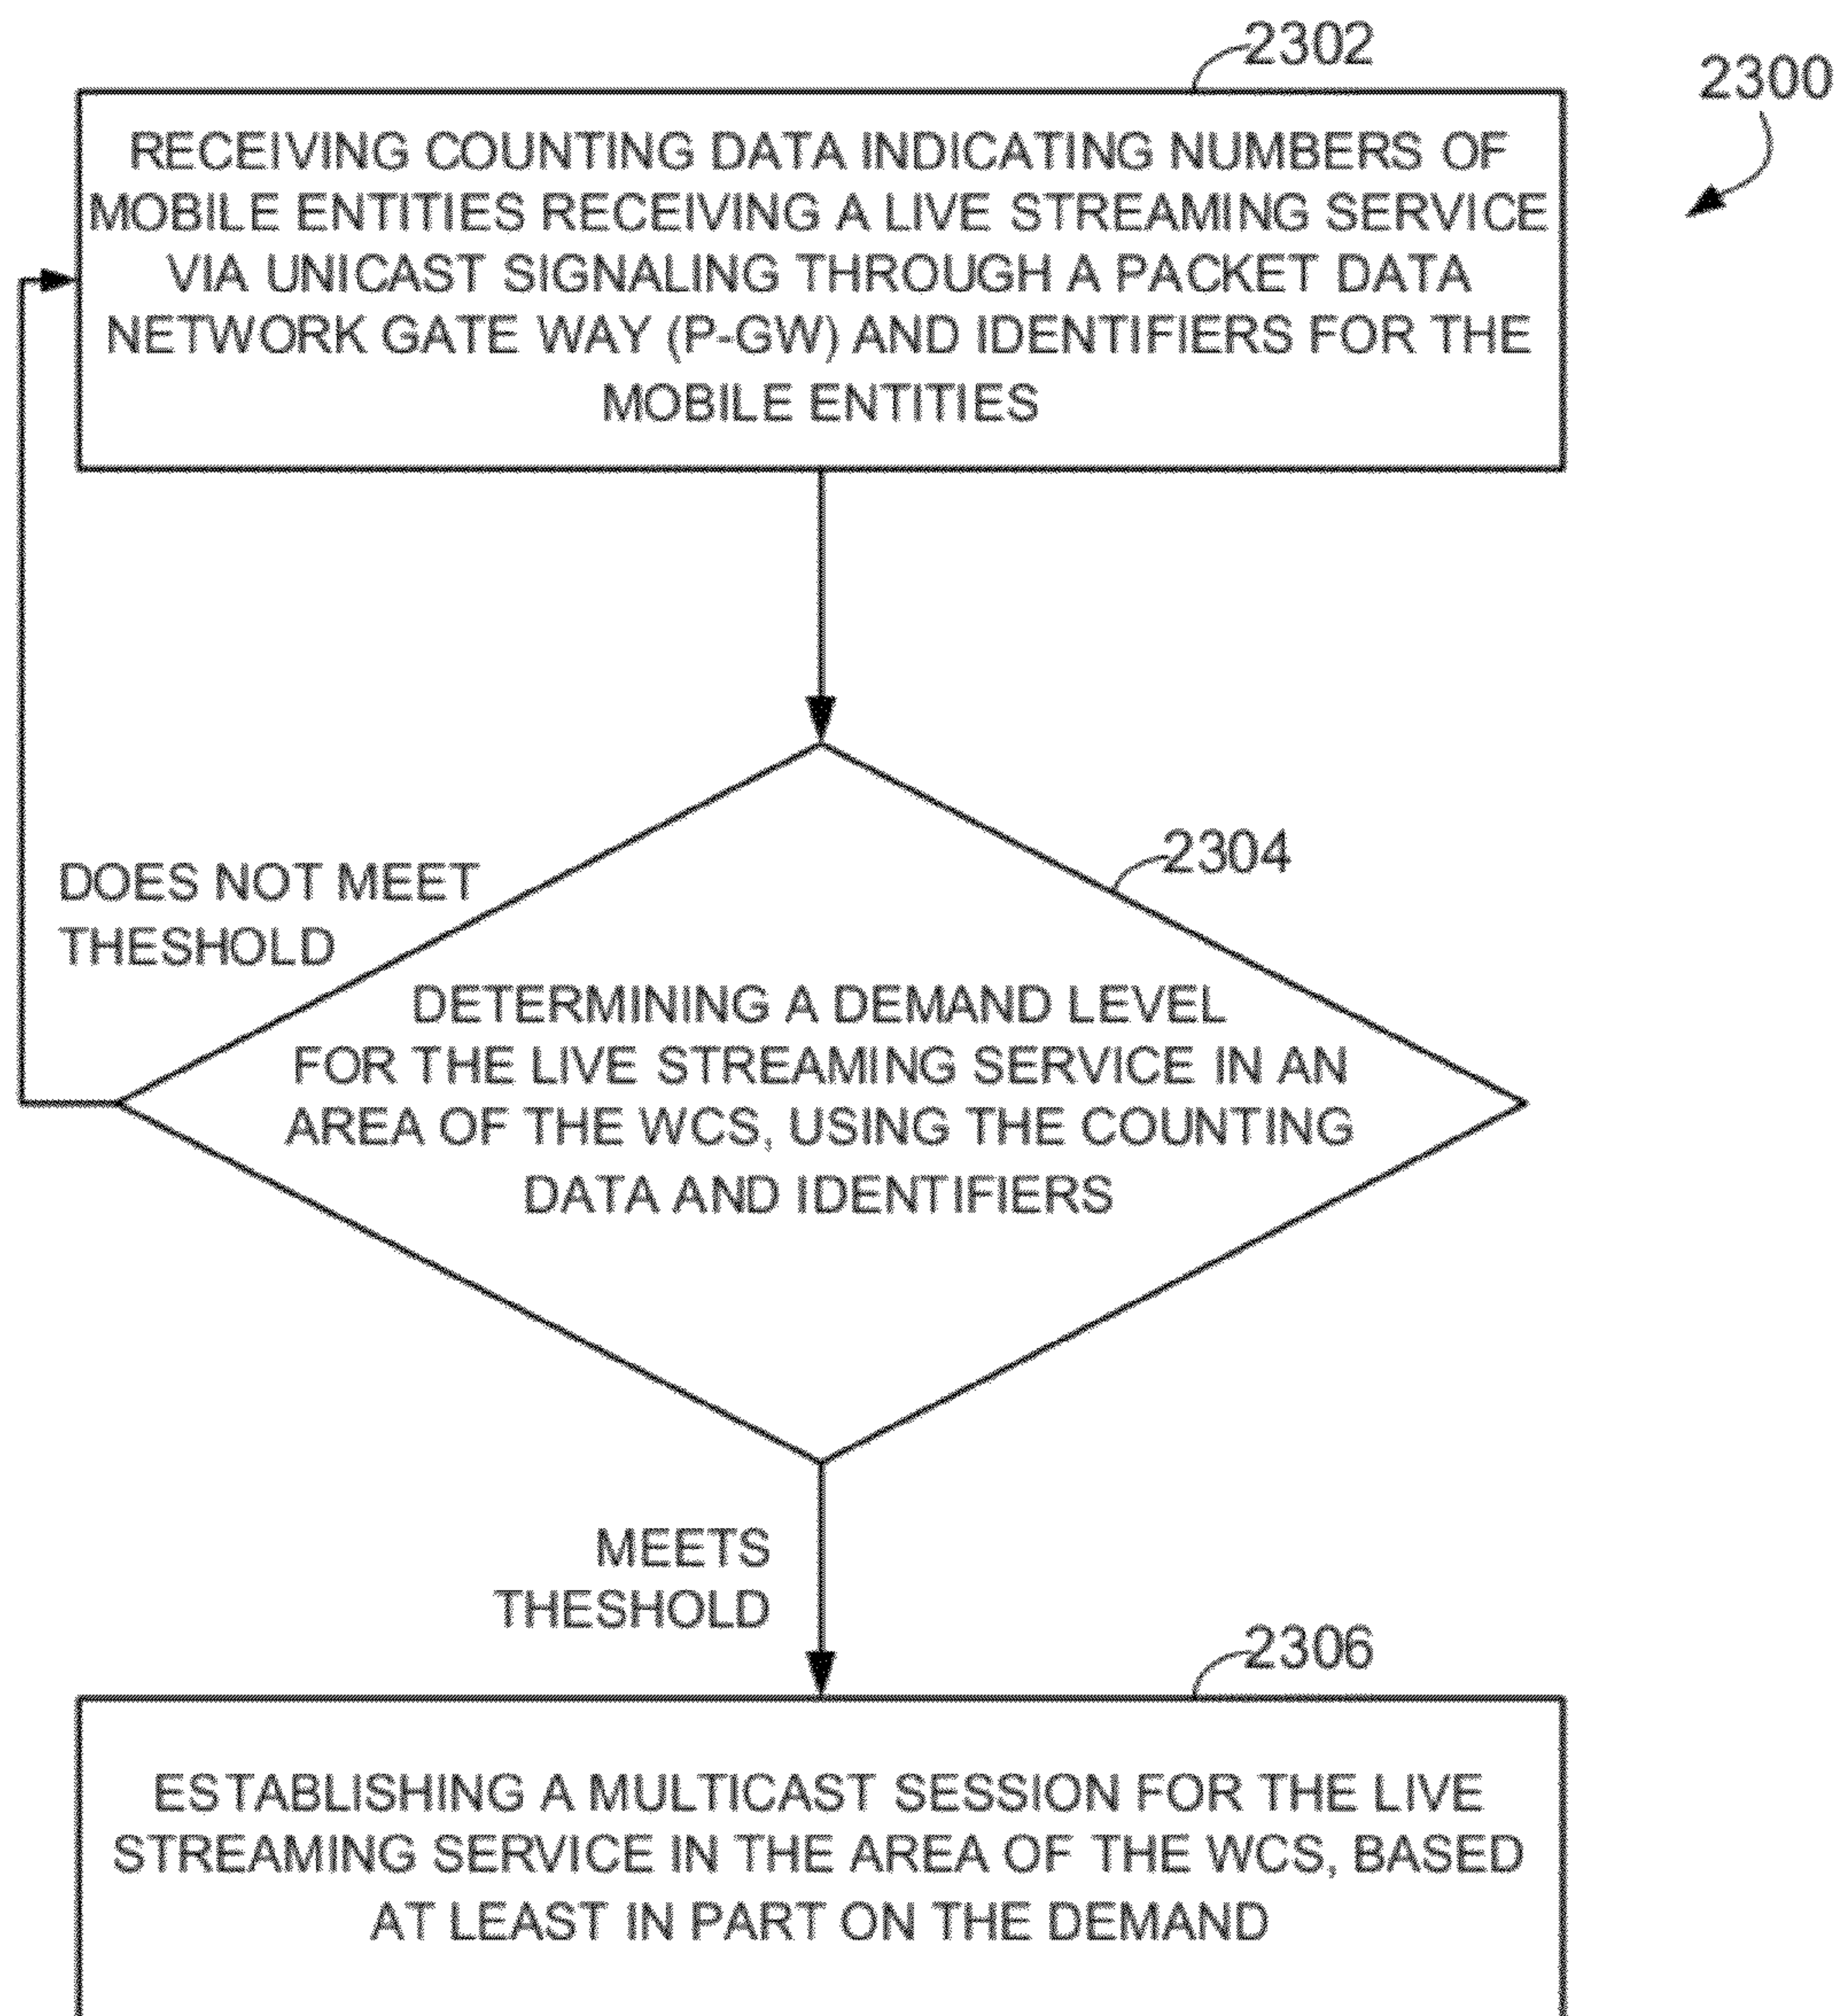 2302
2300
RECEIVING COUNTING DATA INDICATING NUMBERS OF
MOBILE ENTITIES RECEIVING A LIVE STREAMING SERVICE
VIA UNICAST SIGNALING THROUGH A PACKET DATA
NETWORK GATE WAY (P-GW) AND IDENTIFIERS FOR THE
MOBILE ENTITIES
2304
DOES NOT MEET
THESHOLD
DETERMINING A DEMAND LEVEL
FOR THE LIVE STREAMING SERVICE IN AN
AREA OF THE WCS, USING THE COUNTING
DATA AND IDENTIFIERS
MEETS
THESHOLD
2306
ESTABLISHING A MULTICAST SESSION FOR THE LIVE
STREAMING SERVICE IN THE AREA OF THE WCS, BASED
AT LEAST IN PART ON THE DEMAND